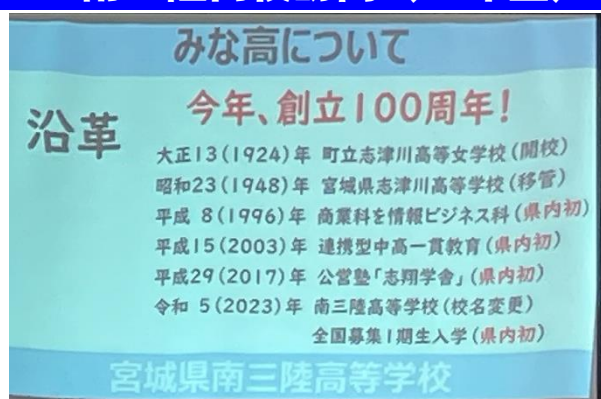 みな高について
沿革
今年、創立100周年!
大正13(1924)年 町立志津川高等女学校(開校)
昭和23(1948)年 宮城県志津川高等学校(移管)
平成 8(1996)年 商業科を情報ビジネス科(県内初)
平成15(2003)年 連携型中高一貫教育(県内初)
平成29(2017)年 公営塾「志翔学舎」(県内初)
令和 5(2023)年 南三陸高等学校(校名変更)
全国募集1期生入学(県内初)
宮城県南三陸高等学校